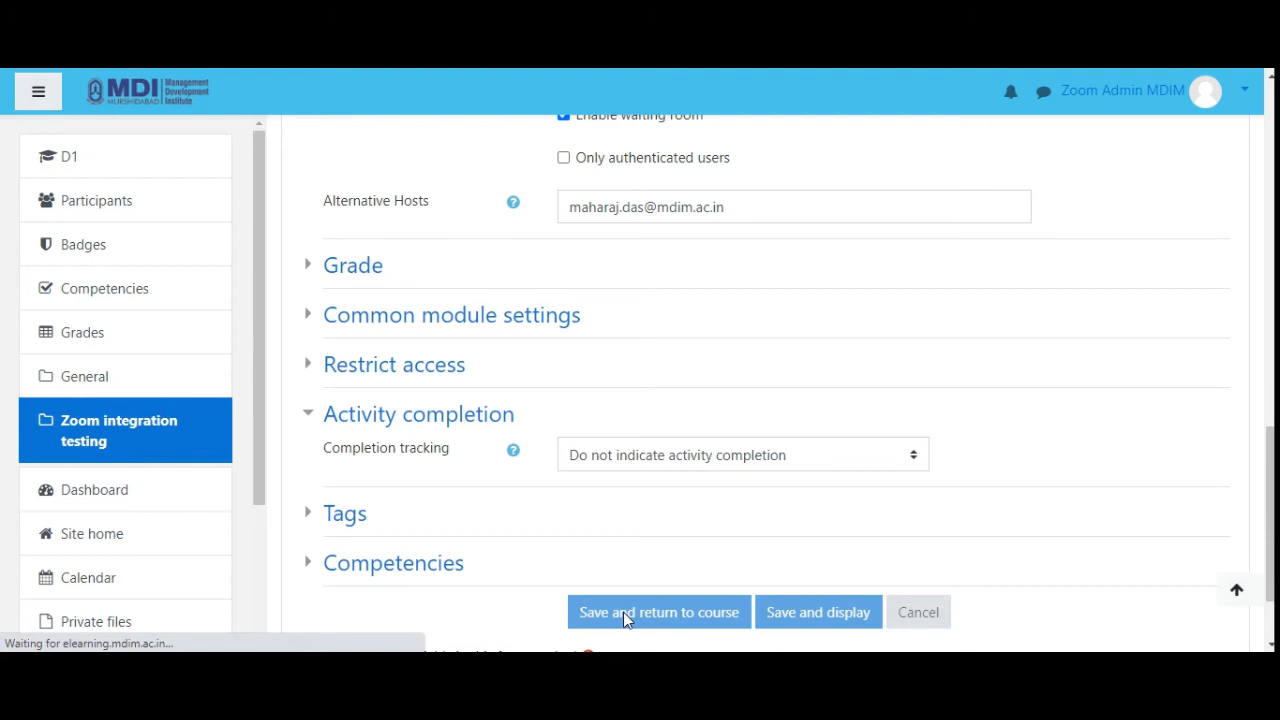 MDI
MURSHIDABAD
Management
Development
Institute
Zoom Admin MDIM
D1
Participants
Badges
Competencies
Grades
General
Zoom integration
testing
Dashboard
Site home
Calendar
Private files
Enable waiting room
Only authenticated users
Alternative Hosts
maharaj.das@mdim.ac.in
Grade
Common module settings
Restrict access
Activity completion
Completion tracking
Do not indicate activity completion
Tags
Competencies
Save and return to course
Save and display
Cancel
Waiting for elearning.mdim.ac.in...